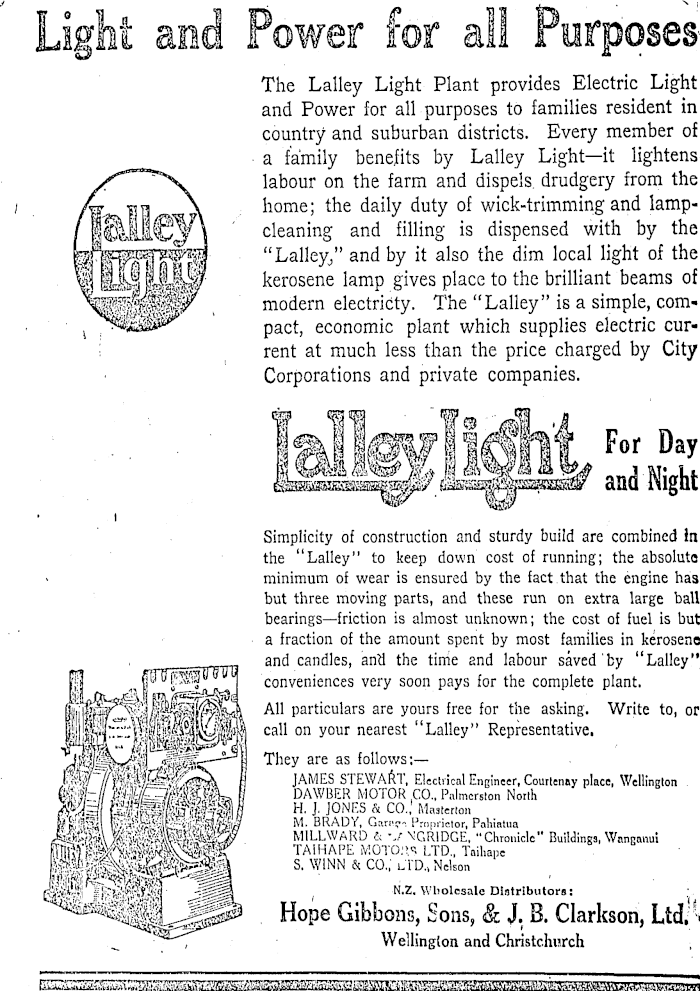 Light and Power for all Purposes
The Lalley Light Plant provides Electric Light
and Power for all purposes to families resident in
country and suburban districts. Every member of
a family benefits by Lalley Light—it lightens
labour on the farm and dispels drudgery from the
home; the daily duty of wick-trimming and lamp-
cleaning and filling is dispensed with by the
"Lalley," and by it also the dim local light of the
kerosene lamp gives place to the brilliant beams of
modern electricty. The "Lalley" is a simple, com-
pact, economic plant which supplies electric cur-
rent at much less than the price charged by City
Corporations and private companies.
Lalley
Light
Lalley Light
For Day
and Night
Simplicity of construction and sturdy build are combined in
the "Lalley" to keep down cost of running; the absolute
minimum of wear is ensured by the fact that the engine has
but three moving parts, and these run on extra large ball
bearings—friction is almost unknown; the cost of fuel is but
a fraction of the amount spent by most families in kerosene
and candles, and the time and labour saved by "Lalley"
conveniences very soon pays for the complete plant.
All particulars are yours free for the asking. Write to, or
call on your nearest "Lalley" Representative.
They are as follows:—
JAMES STEWART, Electrical Engineer, Courtenay place, Wellington
DAWBER MOTOR CO., Palmerston North
H. J. JONES & CO., Masterton
M. BRADY, Garage Proprietor, Pahiatua
MILLWARD & "Chronicle" Buildings, Wanganui
TAIHAPE MOTORS LTD., Taihape
S. WINN & CO., LTD., Nelson
N.Z. Wholesale Distributors:
Hope Gibbons, Sons, & J. B. Clarkson, Ltd.
Wellington and Christchurch